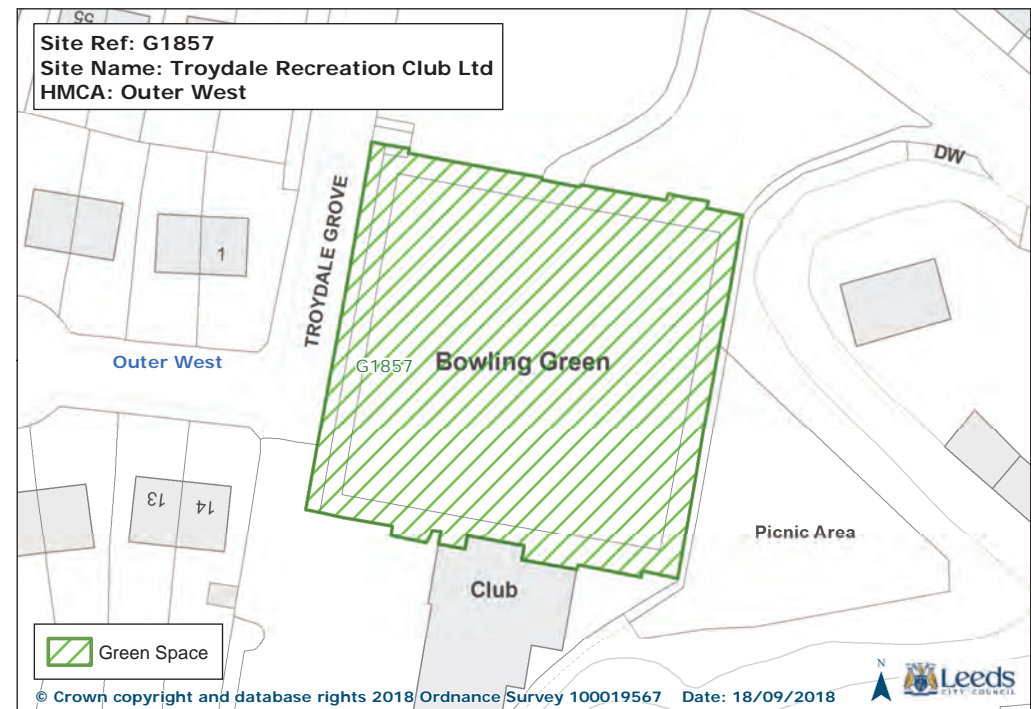 55
Site Ref: G1857
Site Name: Troydale Recreation Club Ltd
HMCA: Outer West
DW
TROYDALE GROVE
1
Outer West
G1857
Bowling Green
13
14
Picnic Area
Club
Green Space
© Crown copyright and database rights 2018 Ordnance Survey 100019567 Date: 18/09/2018
N
Leeds
CITY COUNCIL